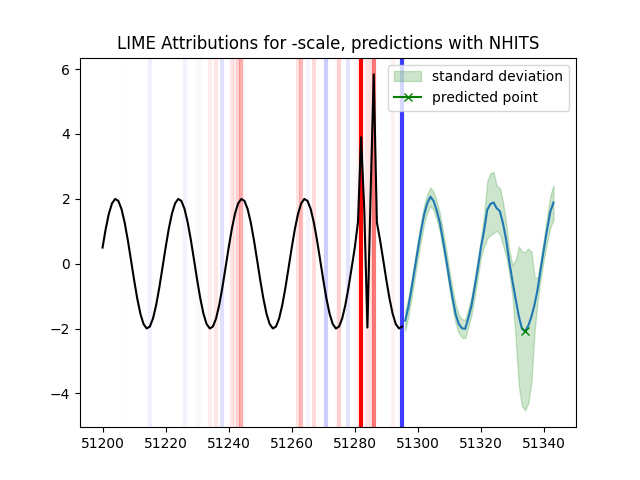 LIME Attributions for -scale, predictions with NHITS
standard deviation
predicted point
6
4
2
0
−2
−4
51200 51220 51240 51260 51280 51300 51320 51340